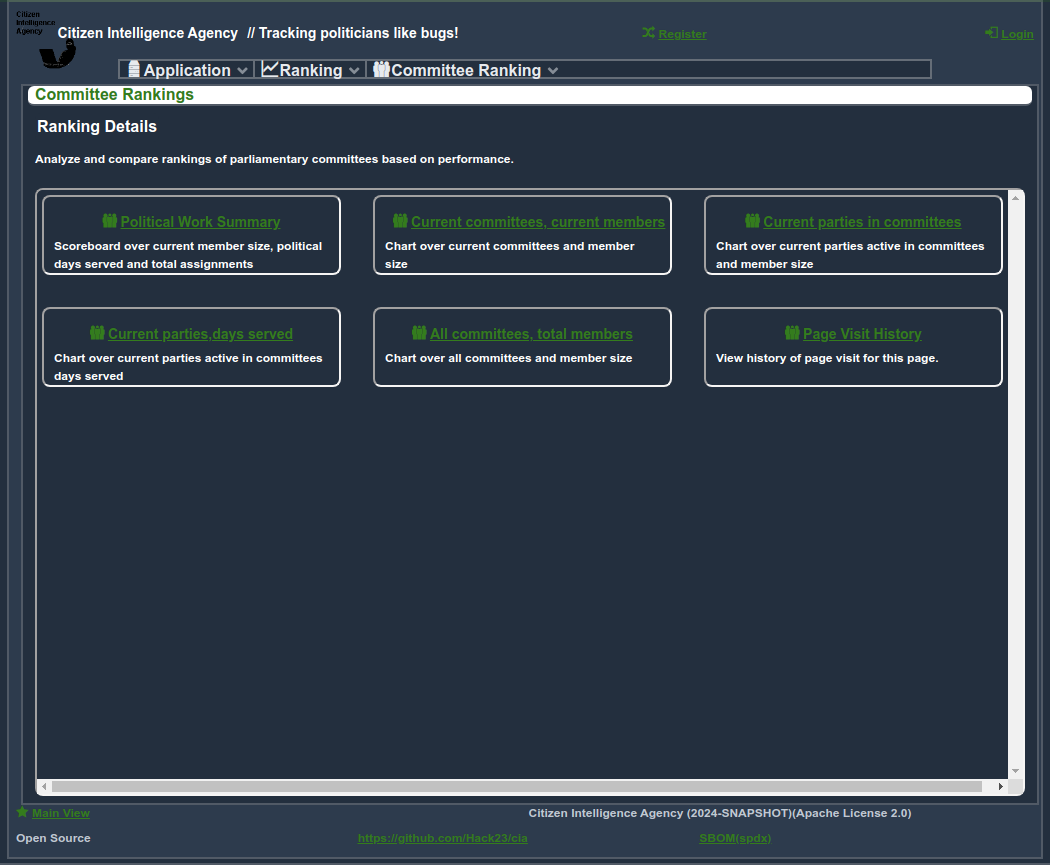 Citizen
Intelligence
Agency
Citizen Intelligence Agency // Tracking politicians like bugs!
Register
Login
Application
Ranking
Committee Ranking
Committee Rankings
Ranking Details
Analyze and compare rankings of parliamentary committees based on performance.
Political Work Summary
Scoreboard over current member size, political
days served and total assignments
Current committees, current members
Chart over current committees and member
size
Current parties in committees
Chart over current parties active in committees
and member size
Current parties,days served
Chart over current parties active in committees
days served
All committees, total members
Chart over all committees and member size
Page Visit History
View history of page visit for this page.
Main View
Citizen Intelligence Agency (2024-SNAPSHOT)(Apache License 2.0)
Open Source
https://github.com/Hack23/cia
SBOM(spdx)